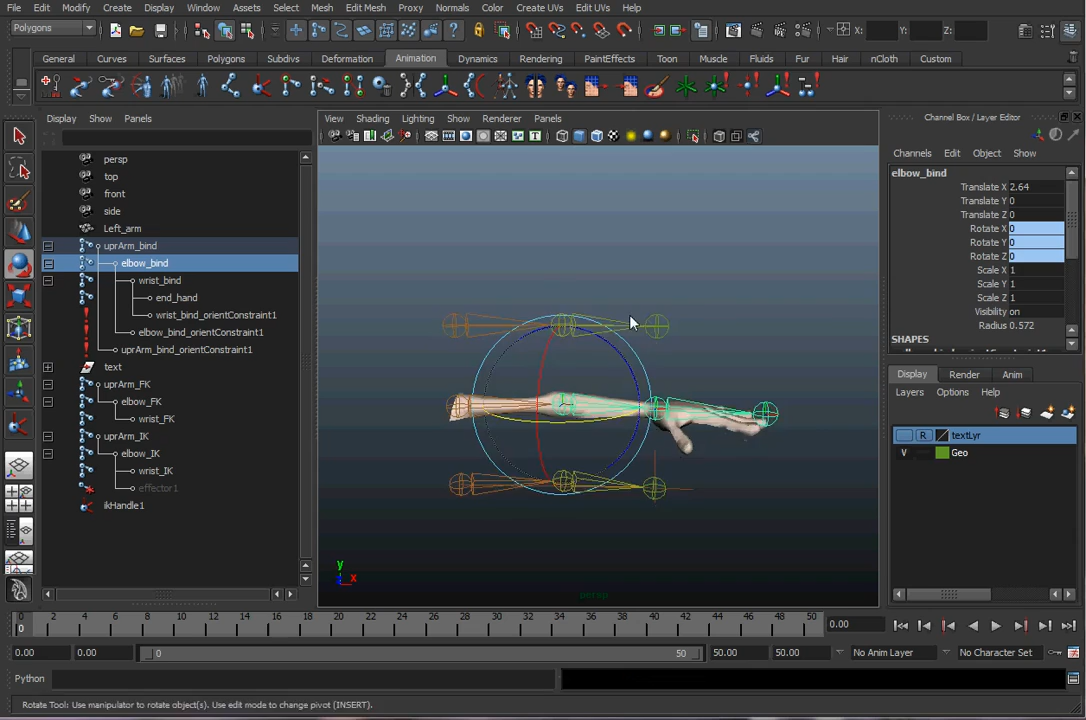 File Edit Modify Create Display Window Assets Select Mesh Edit Mesh Proxy Normals Color Create UVs Edit UVs Help
Polygons X: Y: Z:
General Curves Surfaces Polygons Subdivs Deformation Animation Dynamics Rendering PaintEffects Toon Muscle Fluids Fur Hair nCloth Custom
Display Show Panels
View Shading Lighting Show Renderer Panels
Channel Box / Layer Editor
Channels Edit Object Show
persp
top
front
side
Left_arm
uprArm_bind
elbow_bind
wrist_bind
end_hand
wrist_bind_orientConstraint1
elbow_bind_orientConstraint1
uprArm_bind_orientConstraint1
text
uprArm_FK
elbow_FK
wrist_FK
uprArm_IK
elbow_IK
wrist_IK
effector1
ikHandle1
y
z x
persp
elbow_bind
Translate X 2.64
Translate Y 0
Translate Z 0
Rotate X 0
Rotate Y 0
Rotate Z 0
Scale X 1
Scale Y 1
Scale Z 1
Visibility on
Radius 0.572
SHAPES
Display Render Anim
Layers Options Help
R textLyr
V Geo
0 2 4 6 8 10 12 14 16 18 20 22 24 26 28 30 32 34 36 38 40 42 44 46 48 50
0 0.00
0.00 0.00 0 50 50.00 50.00 No Anim Layer No Character Set
Python
Rotate Tool: Use manipulator to rotate object(s). Use edit mode to change pivot (INSERT).